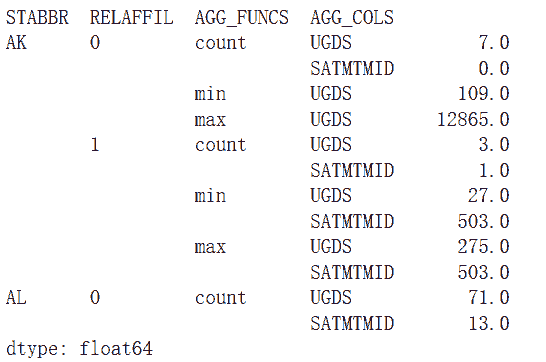 STABBR  RELAFFIL  AGG_FUNCS  AGG_COLS
AK      0         count      UGDS            7.0
                             SATMTMID        0.0
                  min        UGDS          109.0
                  max        UGDS        12865.0
        1         count      UGDS            3.0
                             SATMTMID        1.0
                  min        UGDS           27.0
                             SATMTMID      503.0
                  max        UGDS          275.0
                             SATMTMID      503.0
AL      0         count      UGDS           71.0
                             SATMTMID       13.0
dtype: float64